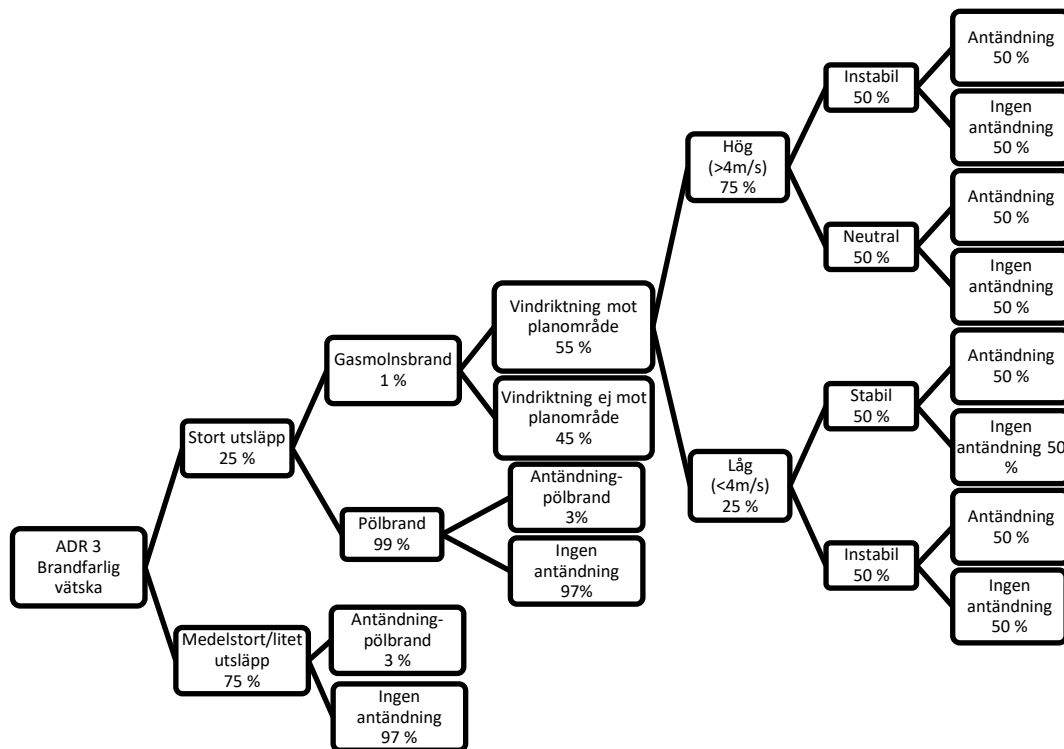 ADR 3
Brandfarlig
vätska
Stort utsläpp
25 %
Medelstort/litet
utsläpp
75 %
Gasmolnsbrand
1 %
Pölbrand
99 %
Antändning-
pölbrand
3 %
Ingen
antändning
97 %
Vindriktning mot
planområde
55 %
Vindriktning ej mot
planområde
45 %
Antändning-
pölbrand
3%
Ingen
antändning
97%
Hög
(>4m/s)
75 %
Låg
(<4m/s)
25 %
Instabil
50 %
Neutral
50 %
Stabil
50 %
Instabil
50 %
Antändning
50 %
Ingen
antändning
50 %
Antändning
50 %
Ingen
antändning
50 %
Antändning
50 %
Ingen
antändning 50
%
Antändning
50 %
Ingen
antändning
50 %